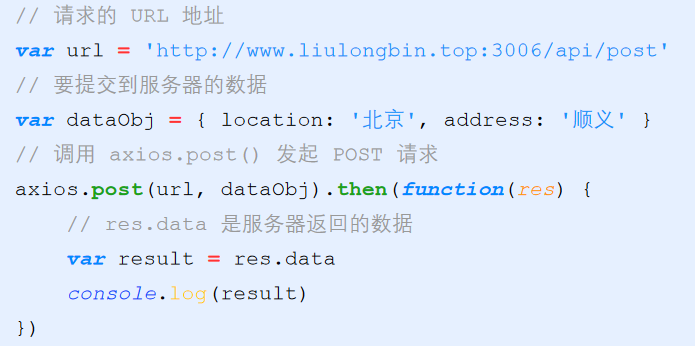 // 请求的 URL 地址
var url = 'http://www.liulongbin.top:3006/api/post'
// 要提交到服务器的数据
var dataObj = { location: '北京', address: '顺义' }
// 调用 axios.post() 发起 POST 请求
axios.post(url, dataObj).then(function(res) {
    // res.data 是服务器返回的数据
    var result = res.data
    console.log(result)
})